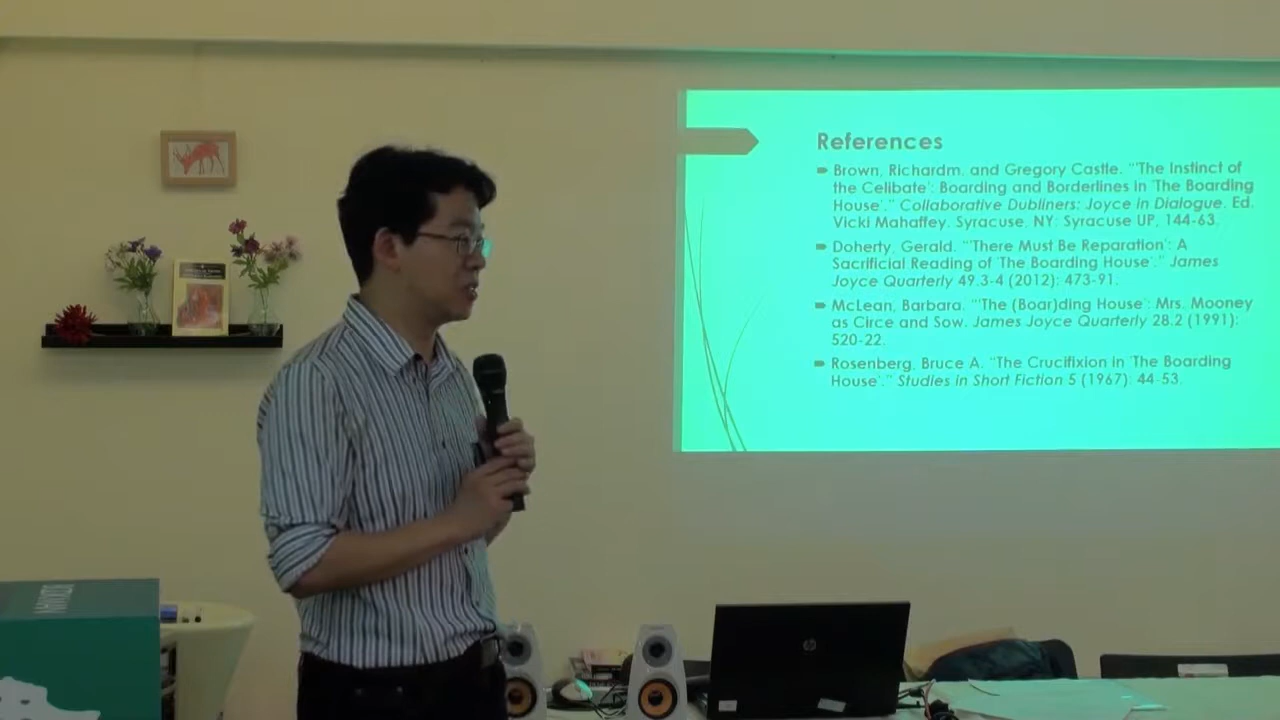 References
Brown, Richardm. and Gregory Castle. “‘The Instinct of
the Celibate’: Boarding and Borderlines in ‘The Boarding
House’.” Collaborative Dubliners: Joyce in Dialogue. Ed.
Vicki Mahaffey. Syracuse, NY: Syracuse UP, 144-63.
Doherty, Gerald. “‘There Must Be Reparation’: A
Sacrificial Reading of ‘The Boarding House’.” James
Joyce Quarterly 49.3-4 (2012): 473-91.
McLean, Barbara. “‘The (Boar)ding House’: Mrs. Mooney
as Circe and Sow. James Joyce Quarterly 28.2 (1991):
520-22.
Rosenberg, Bruce A. “The Crucifixion in ‘The Boarding
House’.” Studies in Short Fiction 5 (1967): 44-53.
hp